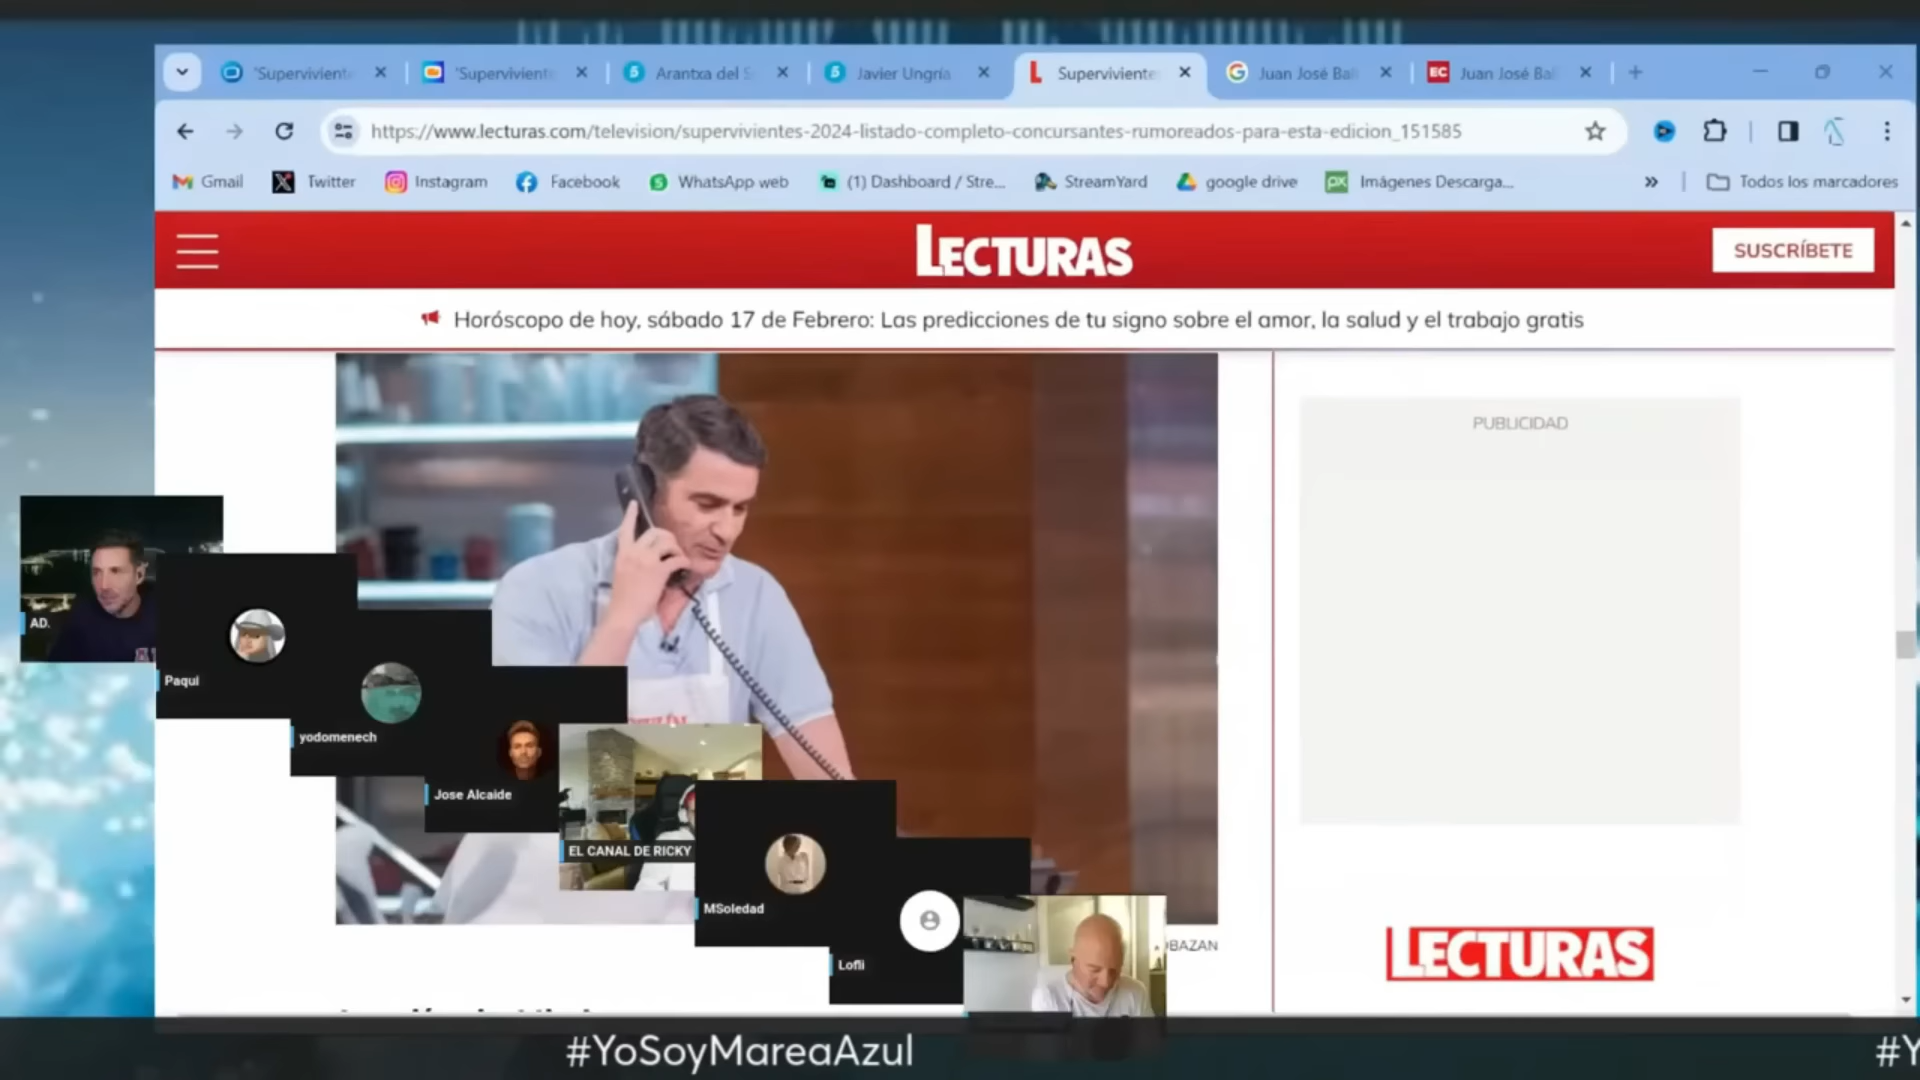 'Superviviente
'Superviviente
Arantxa del S
Javier Ungría
Superviviente
Juan José Bal
Juan José Bal
https://www.lecturas.com/television/supervivientes-2024-listado-completo-concursantes-rumoreados-para-esta-edicion_151585
Gmail
Twitter
Instagram
Facebook
WhatsApp web
(1) Dashboard / Stre...
StreamYard
google drive
Imágenes Descarga...
Todos los marcadores
LECTURAS
SUSCRÍBETE
Horóscopo de hoy, sábado 17 de Febrero: Las predicciones de tu signo sobre el amor, la salud y el trabajo gratis
PUBLICIDAD
AD.
Paqui
yodomenech
Jose Alcaide
EL CANAL DE RICKY
MSoledad
Lofli
BAZAN
LECTURAS
#YoSoyMareaAzul
#Y